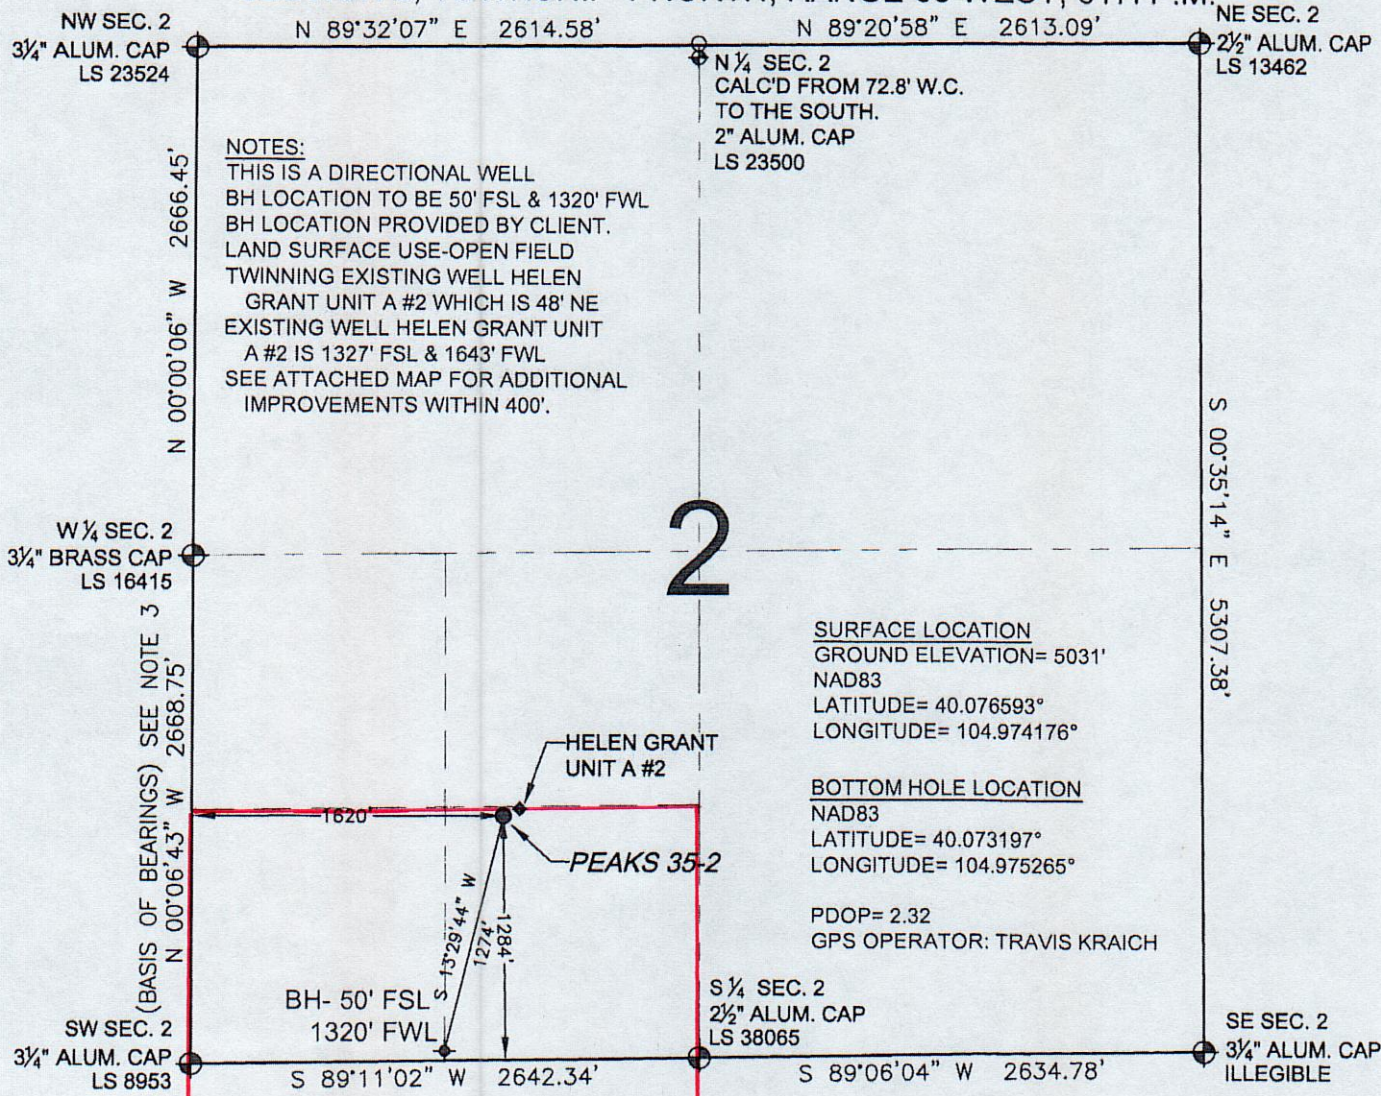 NORTH, RANGE WEST, P.M.
NW SEC. 2
3¼" ALUM. CAP
LS 23524
N 89°32'07" E 2614.58'
N 89°20'58" E 2613.09'
NE SEC. 2
2½" ALUM. CAP
LS 13462
N ¼ SEC. 2
CALC'D FROM 72.8' W.C.
TO THE SOUTH.
2" ALUM. CAP
LS 23500
NOTES:
THIS IS A DIRECTIONAL WELL
BH LOCATION TO BE 50' FSL & 1320' FWL
BH LOCATION PROVIDED BY CLIENT.
LAND SURFACE USE-OPEN FIELD
TWINNING EXISTING WELL HELEN
GRANT UNIT A #2 WHICH IS 48' NE
EXISTING WELL HELEN GRANT UNIT
A #2 IS 1327' FSL & 1643' FWL
SEE ATTACHED MAP FOR ADDITIONAL
IMPROVEMENTS WITHIN 400'.
N 00°00'06" W 2666.45'
S 00°35'14" E 5307.38'
W ¼ SEC. 2
3¼" BRASS CAP
LS 16415
2
(BASIS OF BEARINGS) SEE NOTE 3
N 00°06'43" W 2668.75'
SURFACE LOCATION
GROUND ELEVATION= 5031'
NAD83
LATITUDE= 40.076593°
LONGITUDE= 104.974176°
HELEN GRANT
UNIT A #2
BOTTOM HOLE LOCATION
NAD83
LATITUDE= 40.073197°
LONGITUDE= 104.975265°
1620
PEAKS 35-2
S 13°29'44" W
1274'
1284'
PDOP= 2.32
GPS OPERATOR: TRAVIS KRAICH
BH- 50' FSL
1320' FWL
S ¼ SEC. 2
2½" ALUM. CAP
LS 38065
SW SEC. 2
3¼" ALUM. CAP
LS 8953
SE SEC. 2
3¼" ALUM. CAP
ILLEGIBLE
S 89°11'02" W 2642.34'
S 89°06'04" W 2634.78'